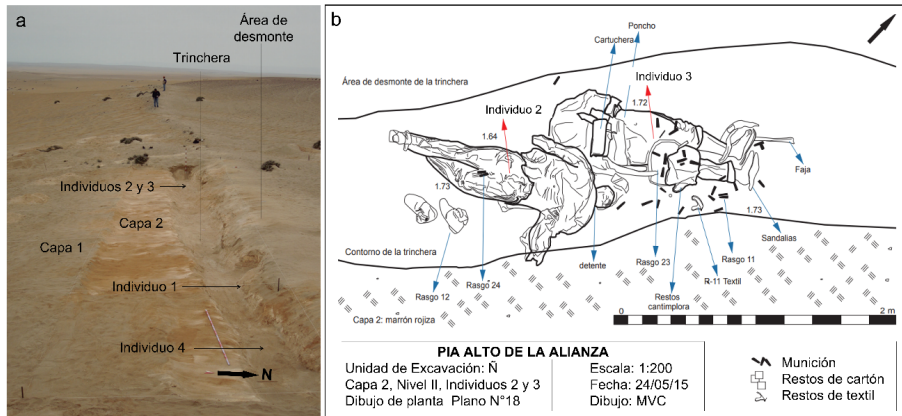 a
Área de
desmonte
Trinchera
Individuos 2 y 3
Capa 2
Capa 1
Individuo 1
Individuo 4
N
b
Poncho
Cartuchera
Área de desmonte de la trinchera
Individuo 3
Individuo 2
1.72
1.64
1.73
Faja
1.73
Contorno de la trinchera
Sandalias
detente
Rasgo 23
Rasgo 11
R-11 Textil
Rasgo 12
Rasgo 24
Restos
cantimplora
Capa 2: marrón rojiza
0
2 m
PIA ALTO DE LA ALIANZA
Unidad de Excavación: Ñ
Capa 2, Nivel II, Individuos 2 y 3
Dibujo de planta Plano N°18
Escala: 1:200
Fecha: 24/05/15
Dibujo: MVC
Munición
Restos de cartón
Restos de textil